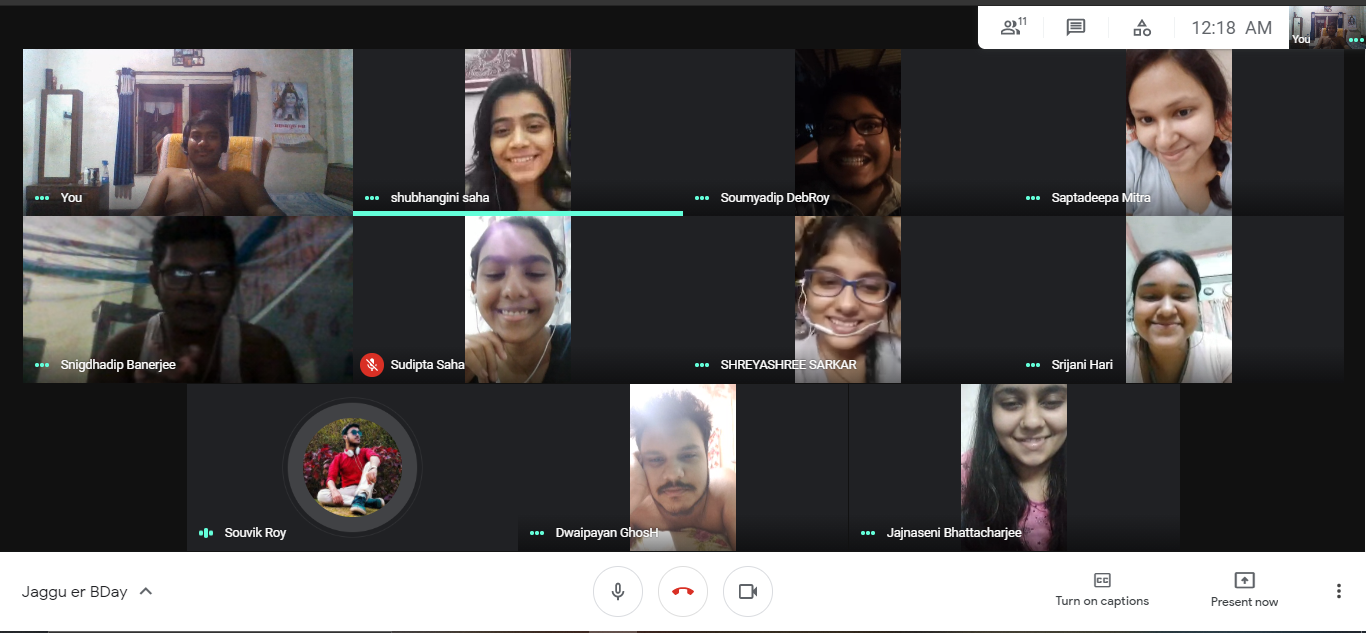 11
12:18 AM
You
You
shubhangini saha
Soumyadip DebRoy
Saptadeepa Mitra
Snigdhadip Banerjee
Sudipta Saha
SHREYASHREE SARKAR
Srijani Hari
Souvik Roy
Dwaipayan GhosH
Jajnaseni Bhattacharjee
Jaggu er BDay
CC
Turn on captions
Present now